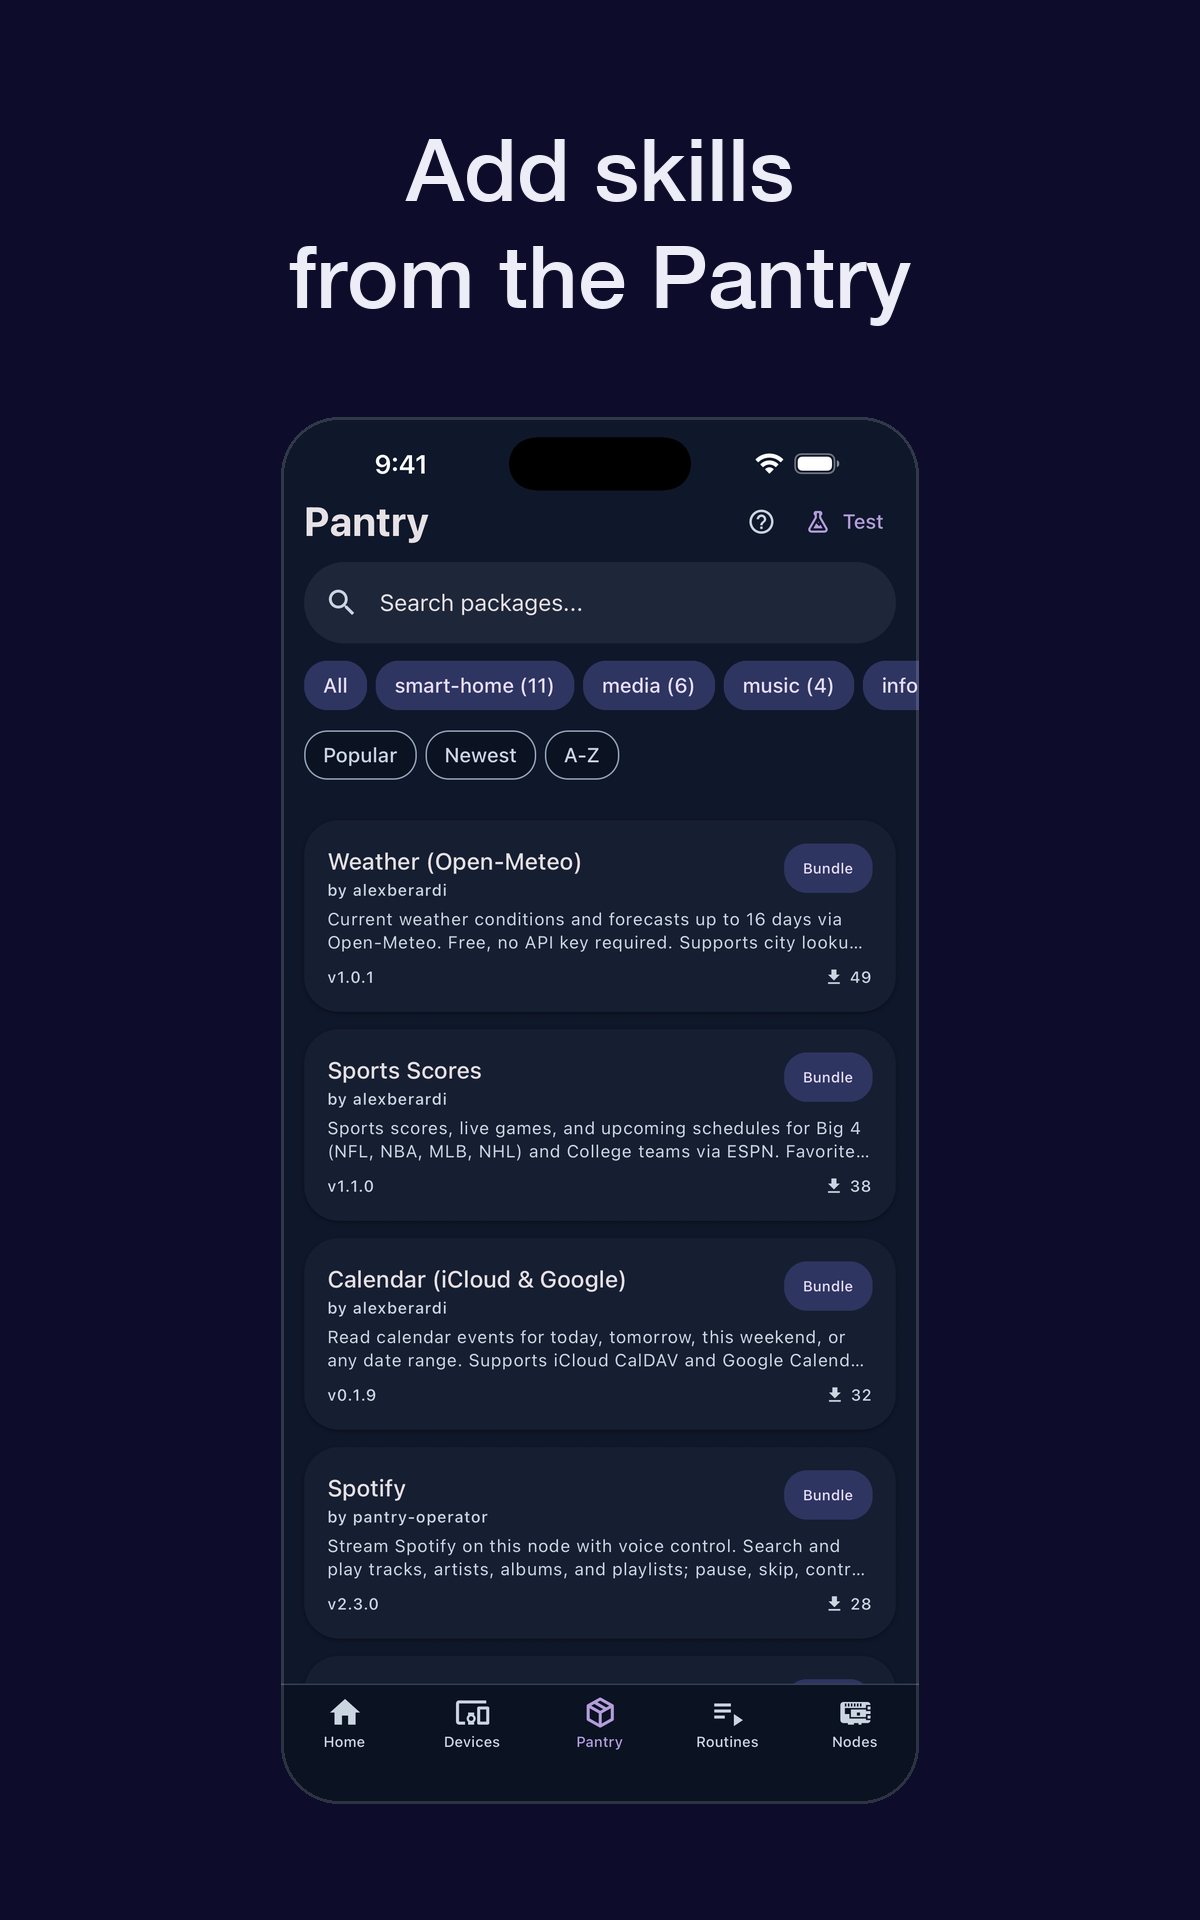 Add skills
from the Pantry
9:41
Pantry
Test
Search packages...
All
smart-home (11)
media (6)
music (4)
info
Popular
Newest
A-Z
Weather (Open-Meteo)
Bundle
by alexberardi
Current weather conditions and forecasts up to 16 days via
Open-Meteo. Free, no API key required. Supports city looku...
v1.0.1
49
Sports Scores
Bundle
by alexberardi
Sports scores, live games, and upcoming schedules for Big 4
(NFL, NBA, MLB, NHL) and College teams via ESPN. Favorite...
v1.1.0
38
Calendar (iCloud & Google)
Bundle
by alexberardi
Read calendar events for today, tomorrow, this weekend, or
any date range. Supports iCloud CalDAV and Google Calend...
v0.1.9
32
Spotify
Bundle
by pantry-operator
Stream Spotify on this node with voice control. Search and
play tracks, artists, albums, and playlists; pause, skip, contr...
v2.3.0
28
Home
Devices
Pantry
Routines
Nodes